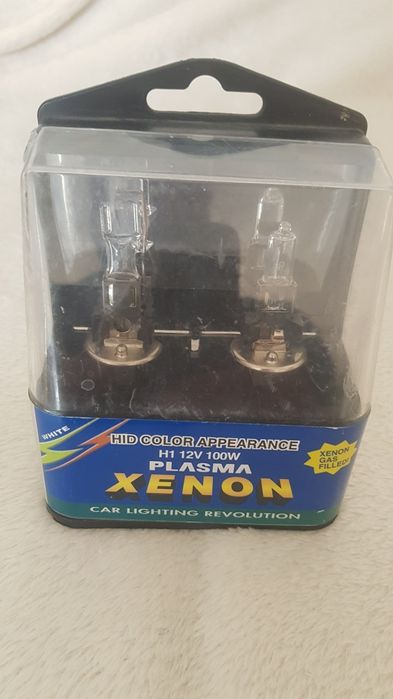 WHITE
HID COLOR APPEARANCE
H1 12V 100W
PLASMA
XENON
CAR LIGHTING REVOLUTION
XENON
GAS
FILLED!